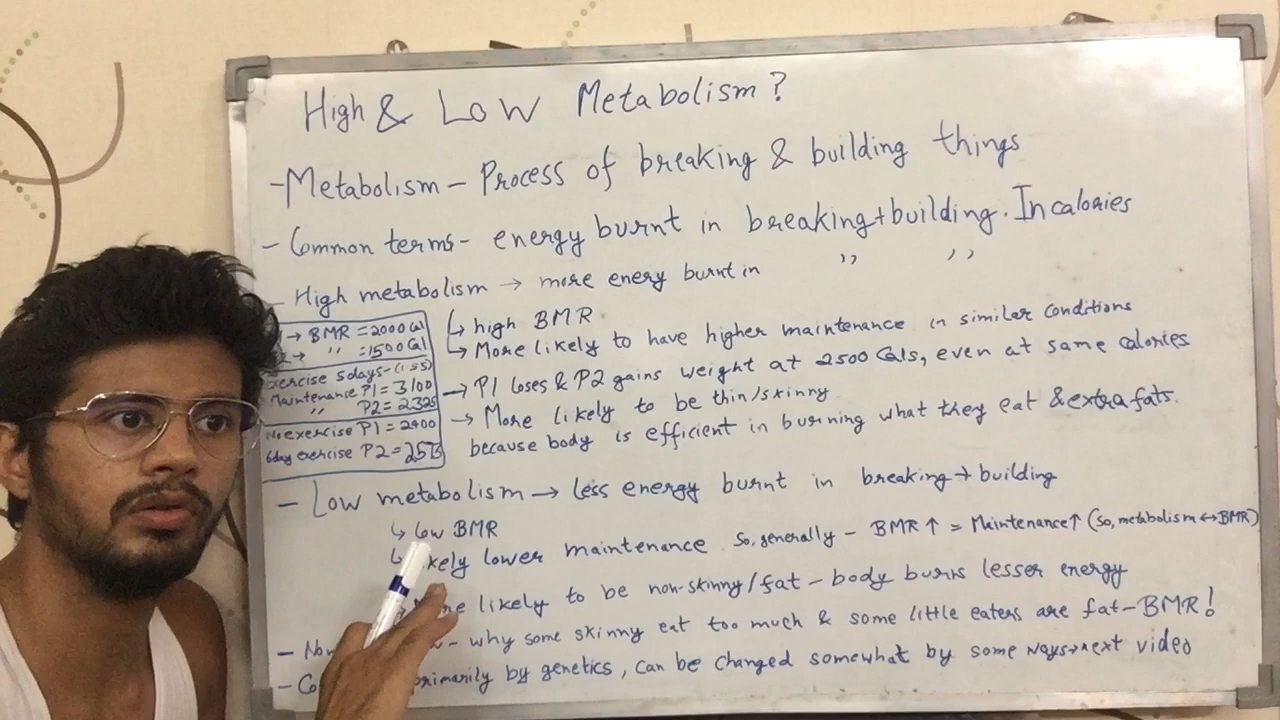 High & Low Metabolism?
- Metabolism - Process of breaking & building things
- Common terms - energy burnt in breaking + building. In calories
- High metabolism → more enery burnt in ,, ,,
↳ high BMR.
↳ More likely to have higher maintenance in similar conditions
→ P1 loses & P2 gains weight at 2500 Cals, even at same calories
→ More likely to be thin/skinny
because body is efficient in burning what they eat & extra fats.
→ BMR = 2000 Cal
→ ,, = 1500 Cal
Exercise 5days - (1.55)
Maintenance P1 = 3100
,, P2 = 2325
No exercise P1 = 2400
6day exercise P2 =
- Low metabolism → less energy burnt in breaking + building
↳ low BMR
↳ likely lower maintenance. So, generally - BMR ↑ = Maintenance ↑ (So, metabolism ↔ BMR)
likely to be non-skinny/fat - body burns lesser energy
- why some skinny eat too much & some little eaters are fat - BMR!
primarily by genetics, can be changed somewhat by some ways → next video